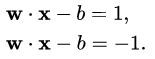 w · x − b = 1,
w · x − b = −1.